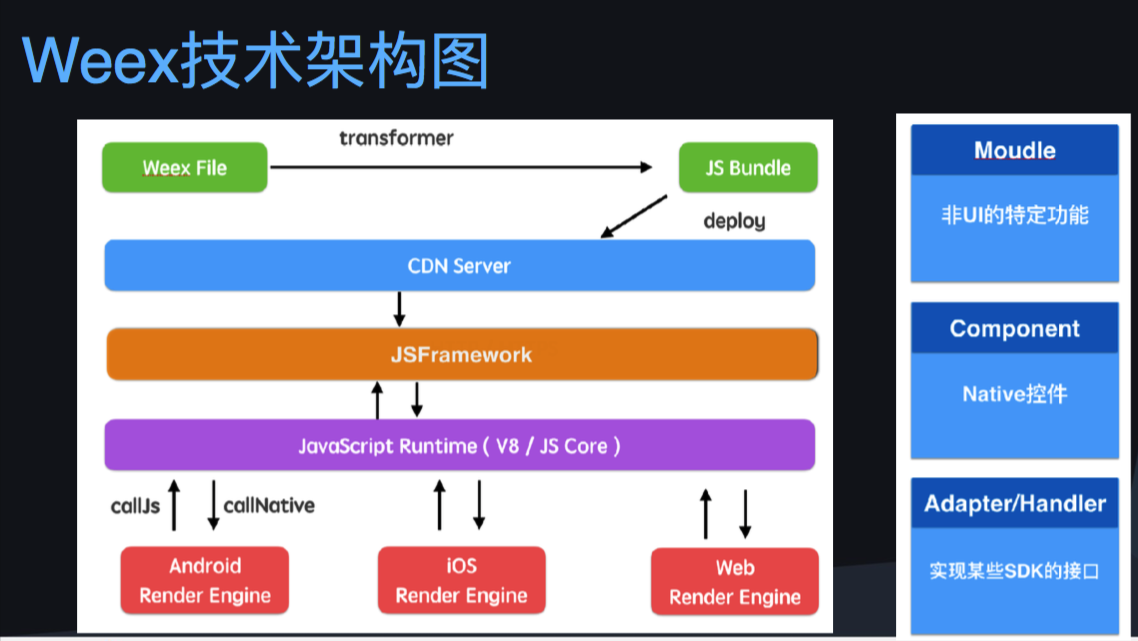 Weex技术架构图
transformer
Weex File
JS Bundle
deploy
CDN Server
JSFramework
JavaScript Runtime ( V8 / JS Core )
callJs
callNative
Android
Render Engine
iOS
Render Engine
Web
Render Engine
Moudle
非UI的特定功能
Component
Native控件
Adapter/Handler
实现某些SDK的接口